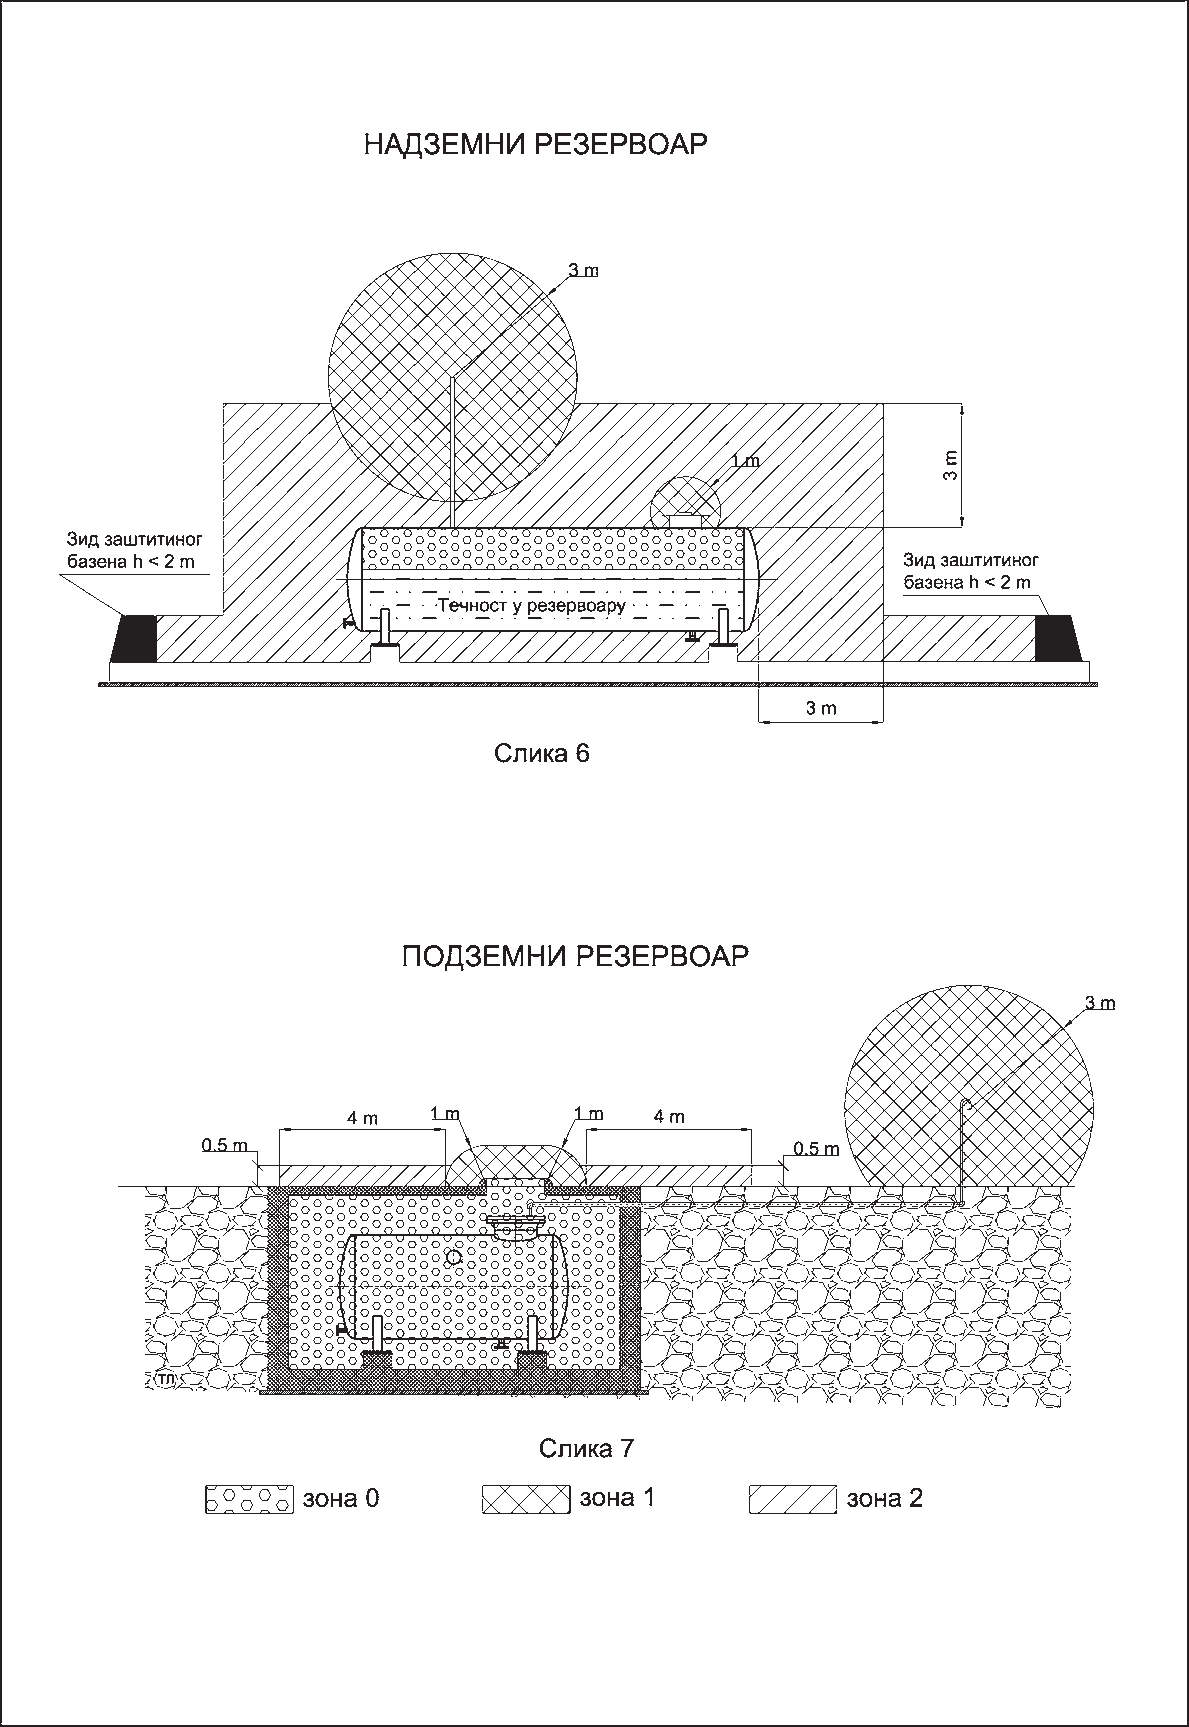 НАДЗЕМНИ РЕЗЕРВОАР
3 m
1 m
3 m
Зид заштитиног
базена h < 2 m
Зид заштитиног
базена h < 2 m
Течност у резервоару
3 m
Слика 6
ПОДЗЕМНИ РЕЗЕРВОАР
3 m
4 m
1 m
1 m
4 m
0.5 m
0.5 m
ТЛ
Слика 7
зона 0
зона 1
зона 2